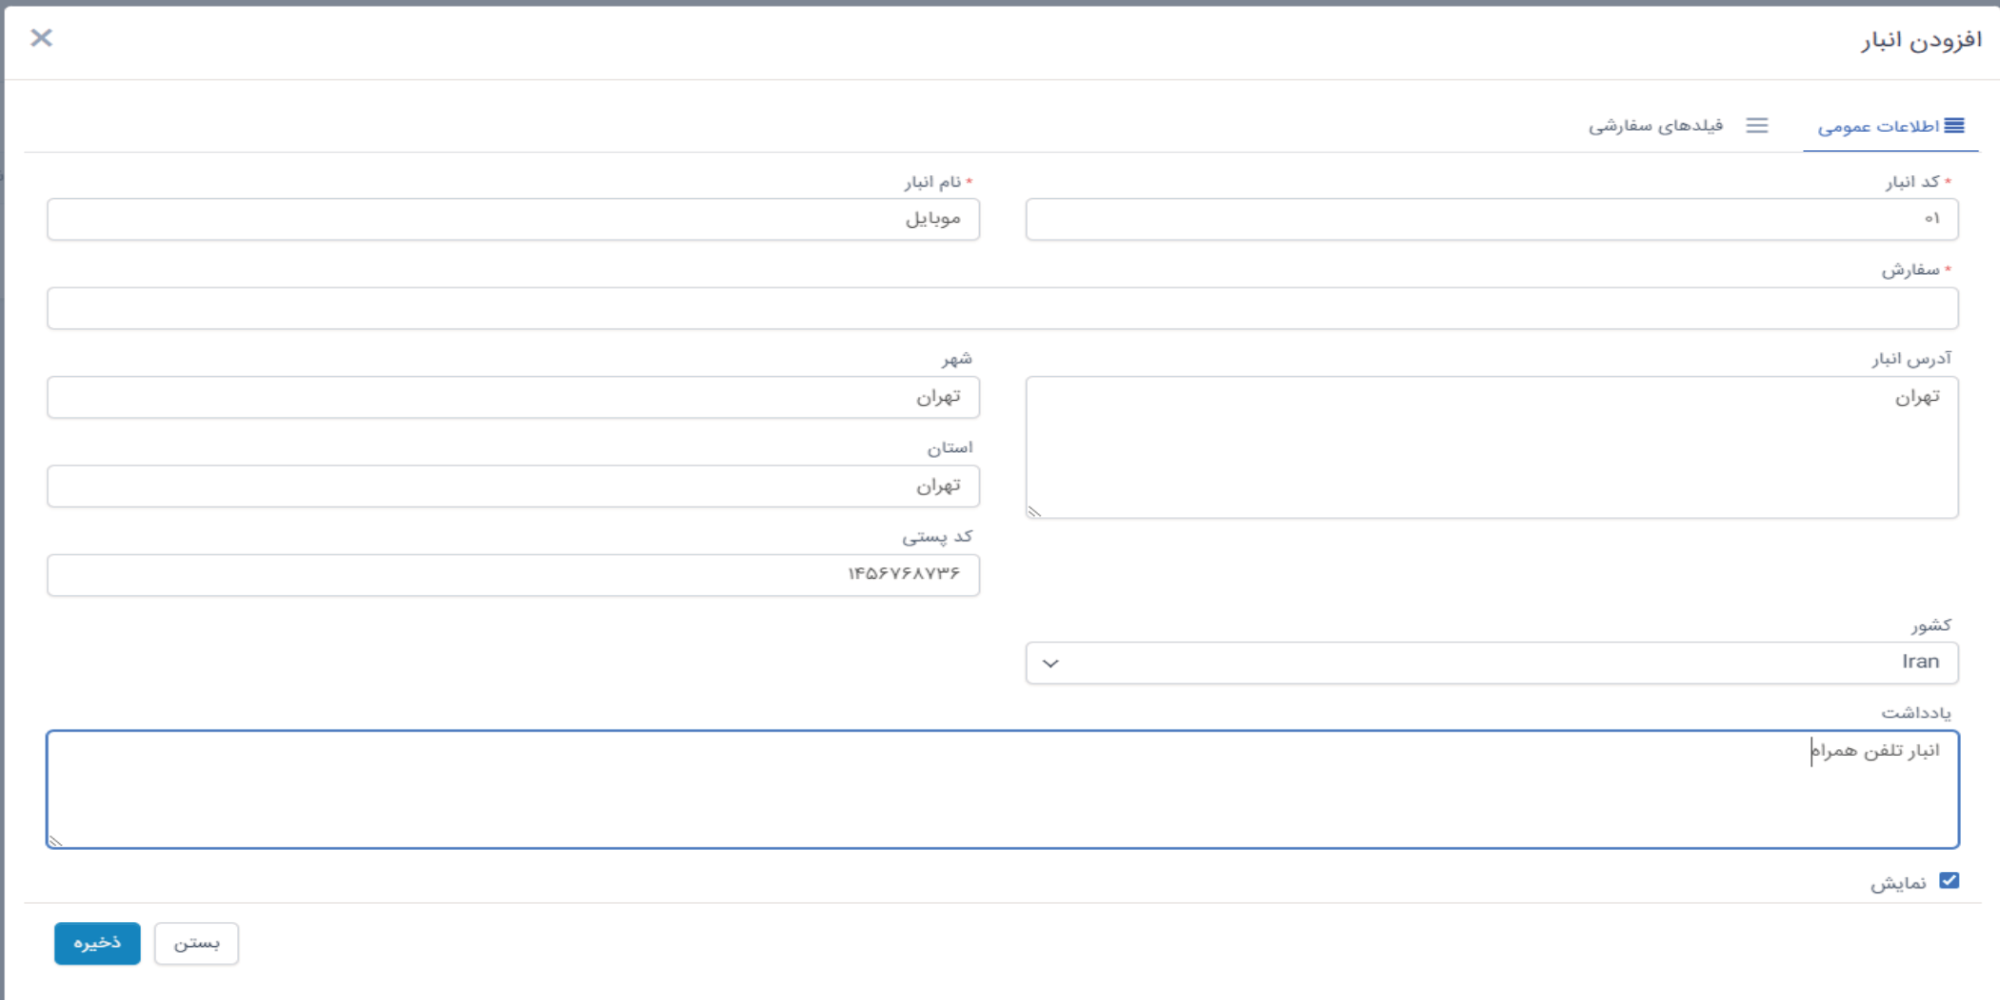 افزودن انبار
اطلاعات عمومی
فیلدهای سفارشی
* کد انبار
۰۱
* نام انبار
موبایل
* سفارش
آدرس انبار
تهران
شهر
تهران
استان
تهران
کد پستی
۱۴۵۶۷۶۸۷۳۶
کشور
Iran
یادداشت
انبار تلفن همراه
نمایش
بستن
ذخیره